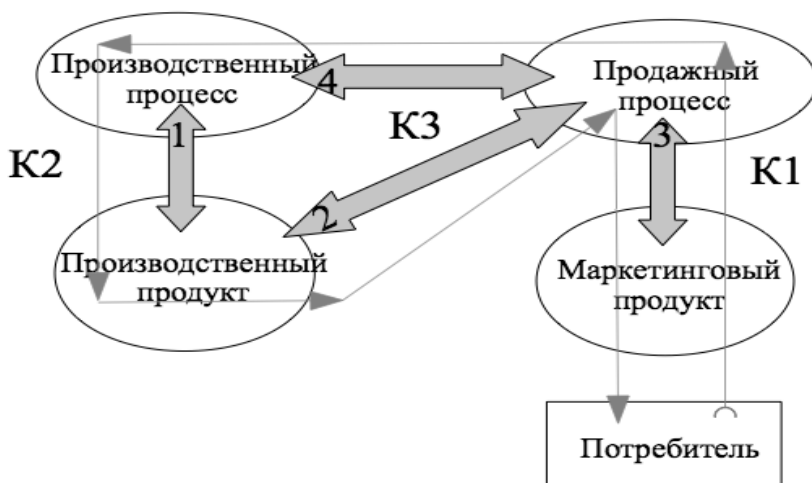 Производственный
процесс
4
Продажный
процесс
1
К3
3
К2
К1
2
Производственный
продукт
Маркетинговый
продукт
Потребитель